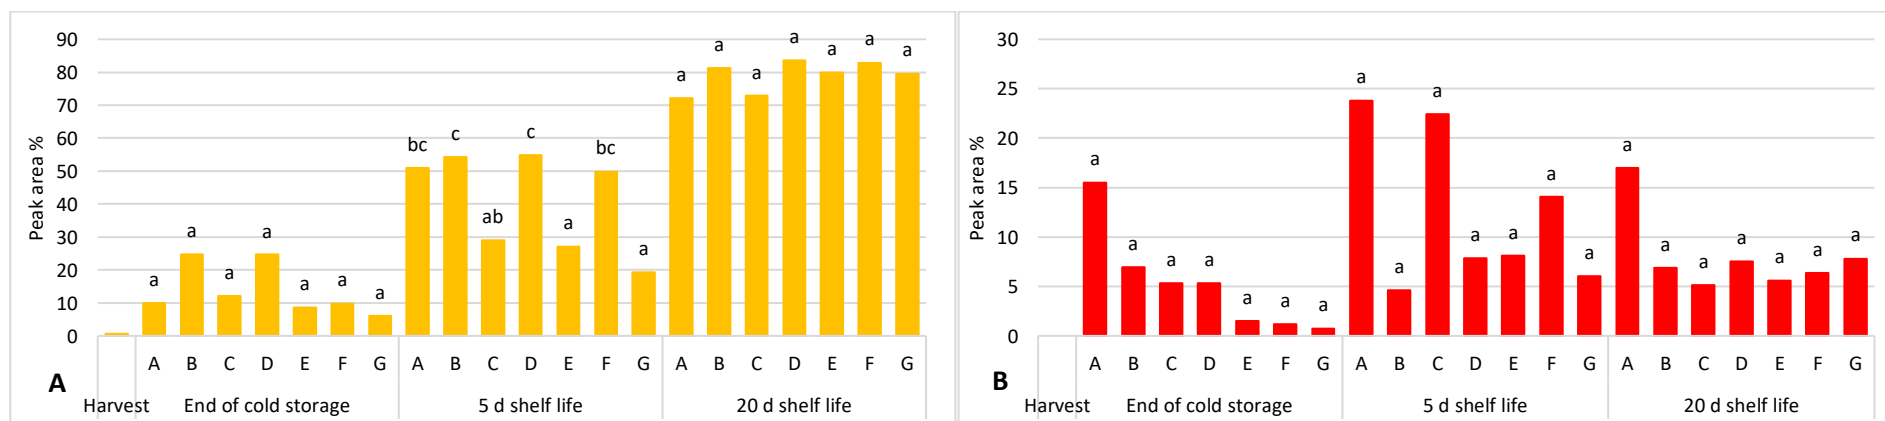 90
80
70
60
50
40
30
20
10
0
Peak area %
a a a a a a a
bc c ab c a bc a
a a a a a a a
A B C D E F G A B C D E F G A B C D E F G
Harvest End of cold storage 5 d shelf life 20 d shelf life
A
30
25
20
15
10
5
0
Peak area %
a a a a a a a
a a a a a a a
a a a a a a a
A B C D E F G A B C D E F G A B C D E F G
Harvest End of cold storage 5 d shelf life 20 d shelf life
B